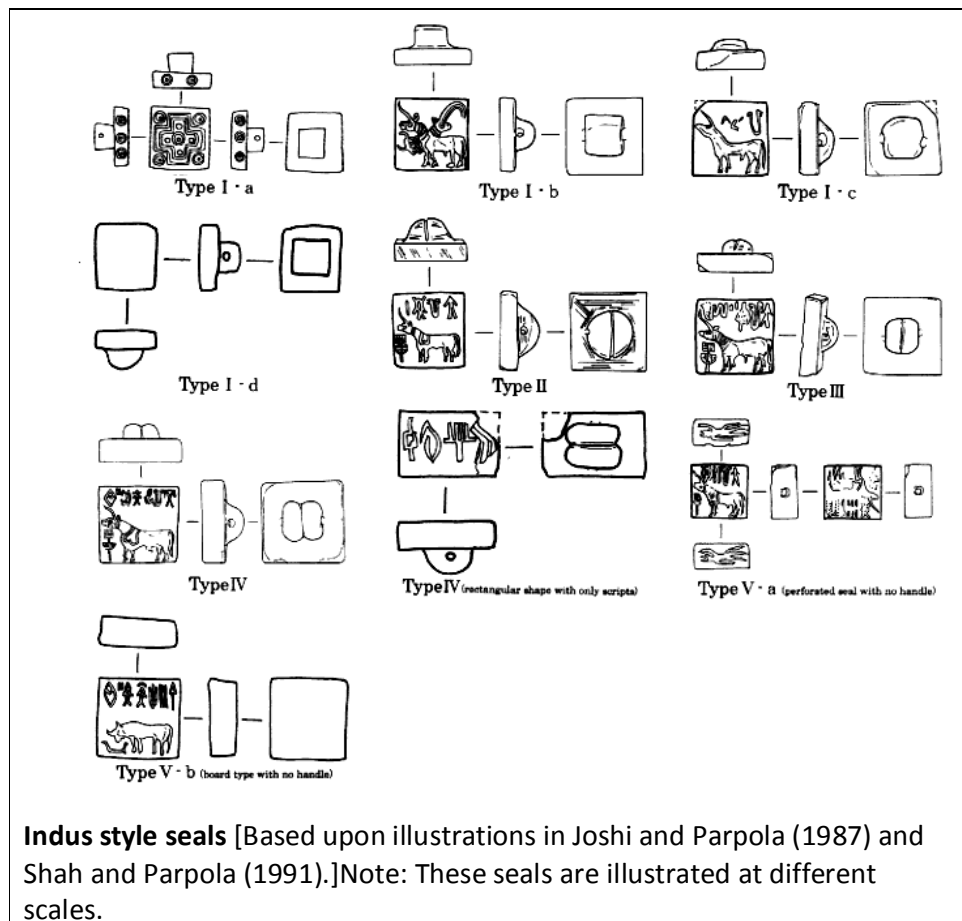 Type I・a
Type I・b
Type I・c
Type I・d
Type II
Type III
Type IV
Type IV (rectangular shape with only scripts)
Type V・a (perforated seal with no handle)
Type V・b (board type with no handle)
Indus style seals [Based upon illustrations in Joshi and Parpola (1987) and
Shah and Parpola (1991).]Note: These seals are illustrated at different
scales.